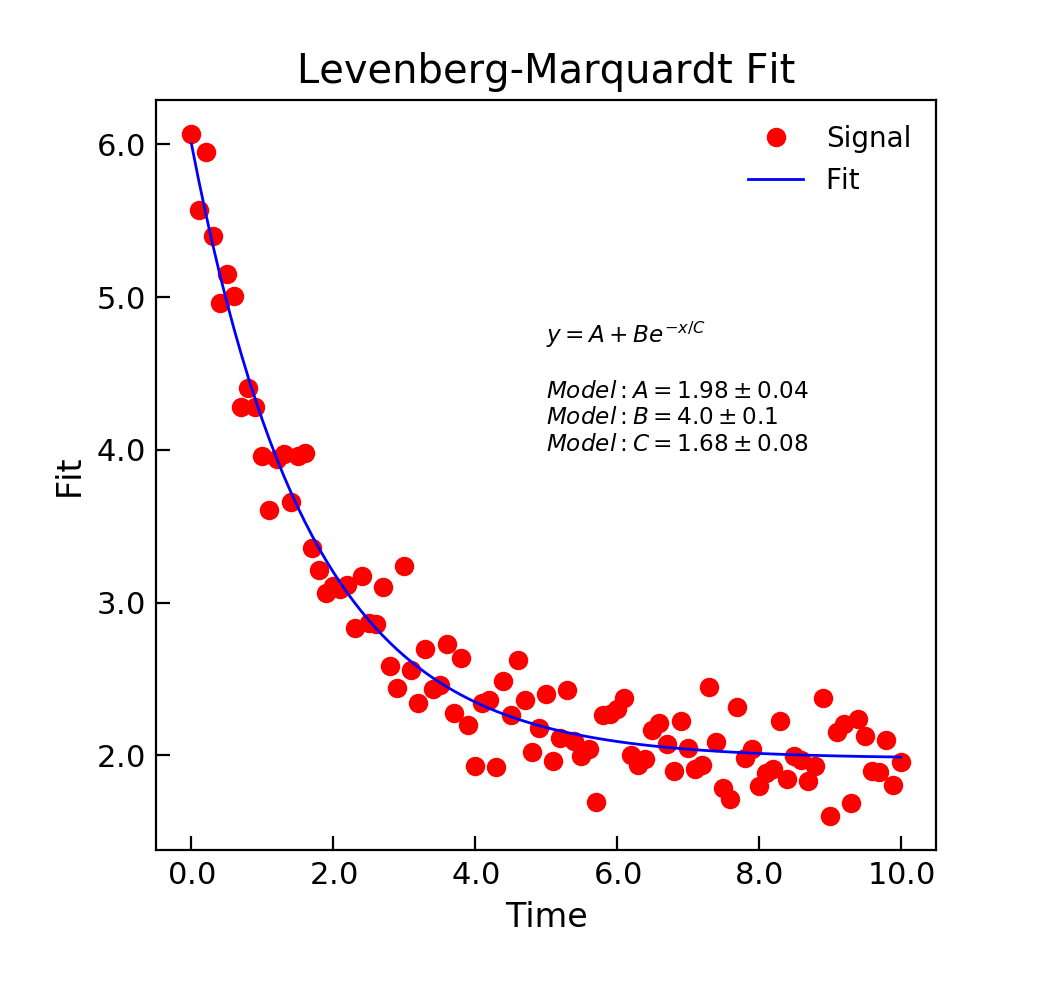 Levenberg-Marquardt Fit
Signal
Fit
y = A + Be^{-x/C}
Model : A = 1.98 ± 0.04
Model : B = 4.0 ± 0.1
Model : C = 1.68 ± 0.08
Fit
6.0
5.0
4.0
3.0
2.0
0.0 2.0 4.0 6.0 8.0 10.0
Time